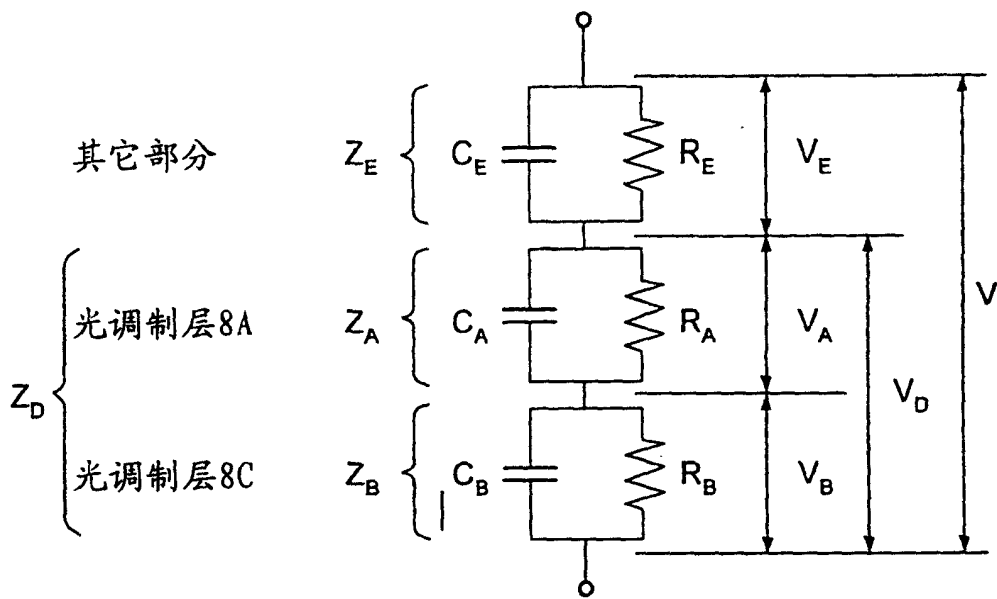 其它部分 Z_E C_E R_E V_E
V
光调制层8A Z_A C_A R_A V_A
Z_D V_D
光调制层8C Z_B C_B R_B V_B